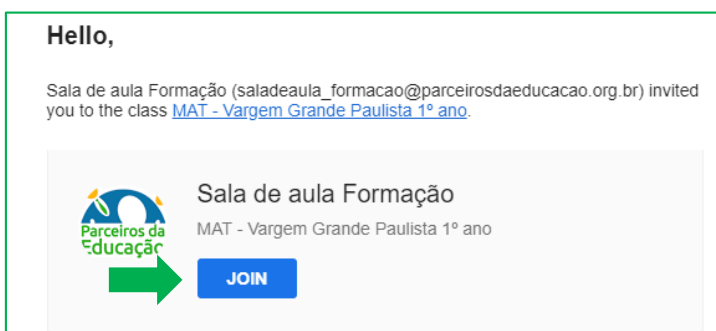 Hello,
Sala de aula Formação (saladeaula_formacao@parceirosdaeducacao.org.br) invited
you to the class MAT - Vargem Grande Paulista 1º ano.
Sala de aula Formação
Parceiros da
Educação
MAT - Vargem Grande Paulista 1º ano
JOIN